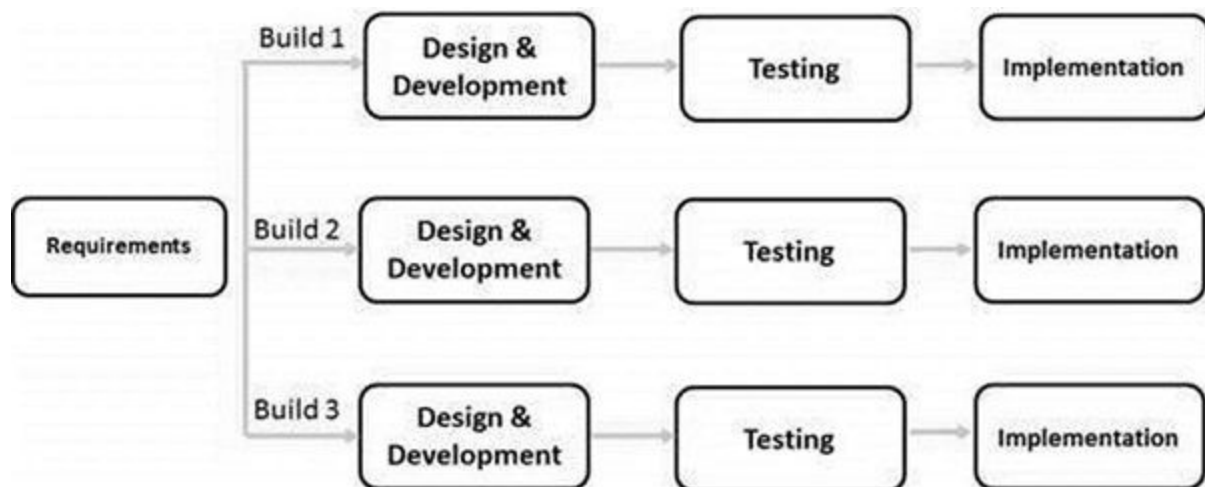 Build 1
Design &
Development
Testing
Implementation
Requirements
Build 2
Design &
Development
Testing
Implementation
Build 3
Design &
Development
Testing
Implementation